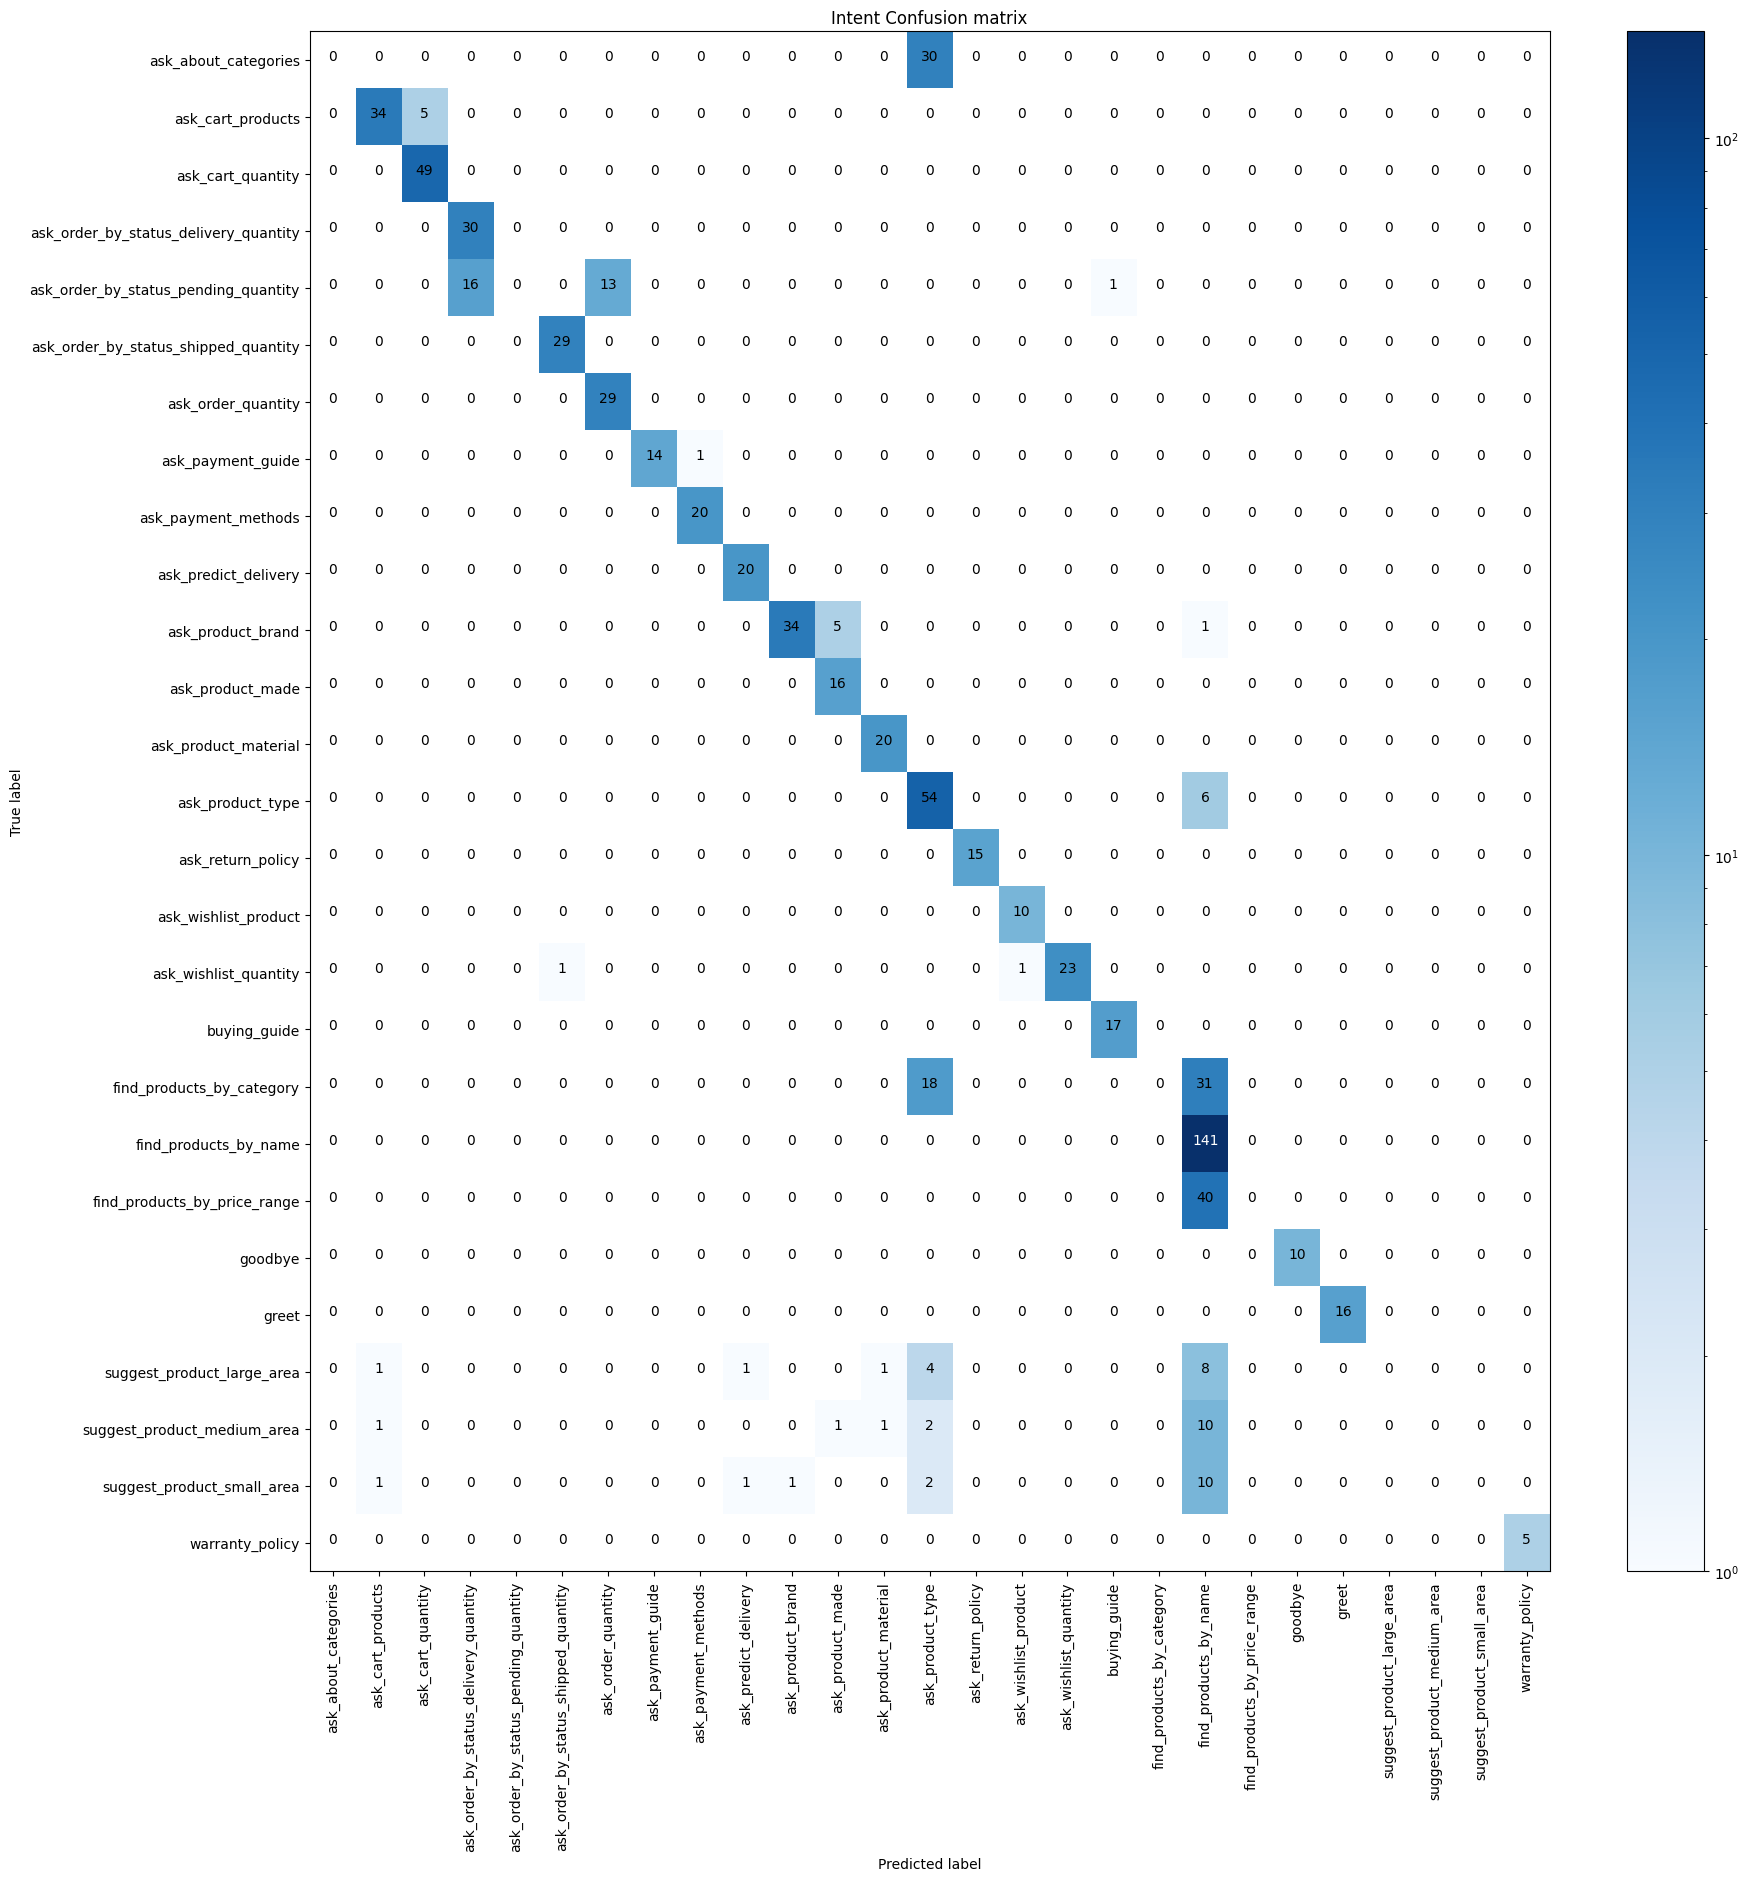 Intent Confusion matrix
ask_about_categories 0 0 0 0 0 0 0 0 0 0 0 0 0 30 0 0 0 0 0 0 0 0 0 0 0 0 0
ask_cart_products 0 34 5 0 0 0 0 0 0 0 0 0 0 0 0 0 0 0 0 0 0 0 0 0 0 0 0
ask_cart_quantity 0 0 49 0 0 0 0 0 0 0 0 0 0 0 0 0 0 0 0 0 0 0 0 0 0 0 0
ask_order_by_status_delivery_quantity 0 0 0 30 0 0 0 0 0 0 0 0 0 0 0 0 0 0 0 0 0 0 0 0 0 0 0
ask_order_by_status_pending_quantity 0 0 0 16 0 0 13 0 0 0 0 0 0 0 0 0 0 1 0 0 0 0 0 0 0 0 0
ask_order_by_status_shipped_quantity 0 0 0 0 0 29 0 0 0 0 0 0 0 0 0 0 0 0 0 0 0 0 0 0 0 0 0
ask_order_quantity 0 0 0 0 0 0 29 0 0 0 0 0 0 0 0 0 0 0 0 0 0 0 0 0 0 0 0
ask_payment_guide 0 0 0 0 0 0 0 14 1 0 0 0 0 0 0 0 0 0 0 0 0 0 0 0 0 0 0
ask_payment_methods 0 0 0 0 0 0 0 0 20 0 0 0 0 0 0 0 0 0 0 0 0 0 0 0 0 0 0
ask_predict_delivery 0 0 0 0 0 0 0 0 0 20 0 0 0 0 0 0 0 0 0 0 0 0 0 0 0 0 0
ask_product_brand 0 0 0 0 0 0 0 0 0 0 34 5 0 0 0 0 0 0 0 1 0 0 0 0 0 0 0
ask_product_made 0 0 0 0 0 0 0 0 0 0 0 16 0 0 0 0 0 0 0 0 0 0 0 0 0 0 0
ask_product_material 0 0 0 0 0 0 0 0 0 0 0 0 20 0 0 0 0 0 0 0 0 0 0 0 0 0 0
ask_product_type 0 0 0 0 0 0 0 0 0 0 0 0 0 54 0 0 0 0 0 6 0 0 0 0 0 0 0
ask_return_policy 0 0 0 0 0 0 0 0 0 0 0 0 0 0 15 0 0 0 0 0 0 0 0 0 0 0 0
ask_wishlist_product 0 0 0 0 0 0 0 0 0 0 0 0 0 0 0 10 0 0 0 0 0 0 0 0 0 0 0
ask_wishlist_quantity 0 0 0 0 0 1 0 0 0 0 0 0 0 0 0 1 23 0 0 0 0 0 0 0 0 0 0
buying_guide 0 0 0 0 0 0 0 0 0 0 0 0 0 0 0 0 0 17 0 0 0 0 0 0 0 0 0
find_products_by_category 0 0 0 0 0 0 0 0 0 0 0 0 0 18 0 0 0 0 0 31 0 0 0 0 0 0 0
find_products_by_name 0 0 0 0 0 0 0 0 0 0 0 0 0 0 0 0 0 0 0 141 0 0 0 0 0 0 0
find_products_by_price_range 0 0 0 0 0 0 0 0 0 0 0 0 0 0 0 0 0 0 0 40 0 0 0 0 0 0 0
goodbye 0 0 0 0 0 0 0 0 0 0 0 0 0 0 0 0 0 0 0 0 0 10 0 0 0 0 0
greet 0 0 0 0 0 0 0 0 0 0 0 0 0 0 0 0 0 0 0 0 0 0 16 0 0 0 0
suggest_product_large_area 0 1 0 0 0 0 0 0 0 1 0 0 1 4 0 0 0 0 0 8 0 0 0 0 0 0 0
suggest_product_medium_area 0 1 0 0 0 0 0 0 0 0 0 1 1 2 0 0 0 0 0 10 0 0 0 0 0 0 0
suggest_product_small_area 0 1 0 0 0 0 0 0 0 1 1 0 0 2 0 0 0 0 0 10 0 0 0 0 0 0 0
warranty_policy 0 0 0 0 0 0 0 0 0 0 0 0 0 0 0 0 0 0 0 0 0 0 0 0 0 0 5
True label
ask_about_categories
ask_cart_products
ask_cart_quantity
ask_order_by_status_delivery_quantity
ask_order_by_status_pending_quantity
ask_order_by_status_shipped_quantity
ask_order_quantity
ask_payment_guide
ask_payment_methods
ask_predict_delivery
ask_product_brand
ask_product_made
ask_product_material
ask_product_type
ask_return_policy
ask_wishlist_product
ask_wishlist_quantity
buying_guide
find_products_by_category
find_products_by_name
find_products_by_price_range
goodbye
greet
suggest_product_large_area
suggest_product_medium_area
suggest_product_small_area
warranty_policy
Predicted label
10²
10¹
10⁰